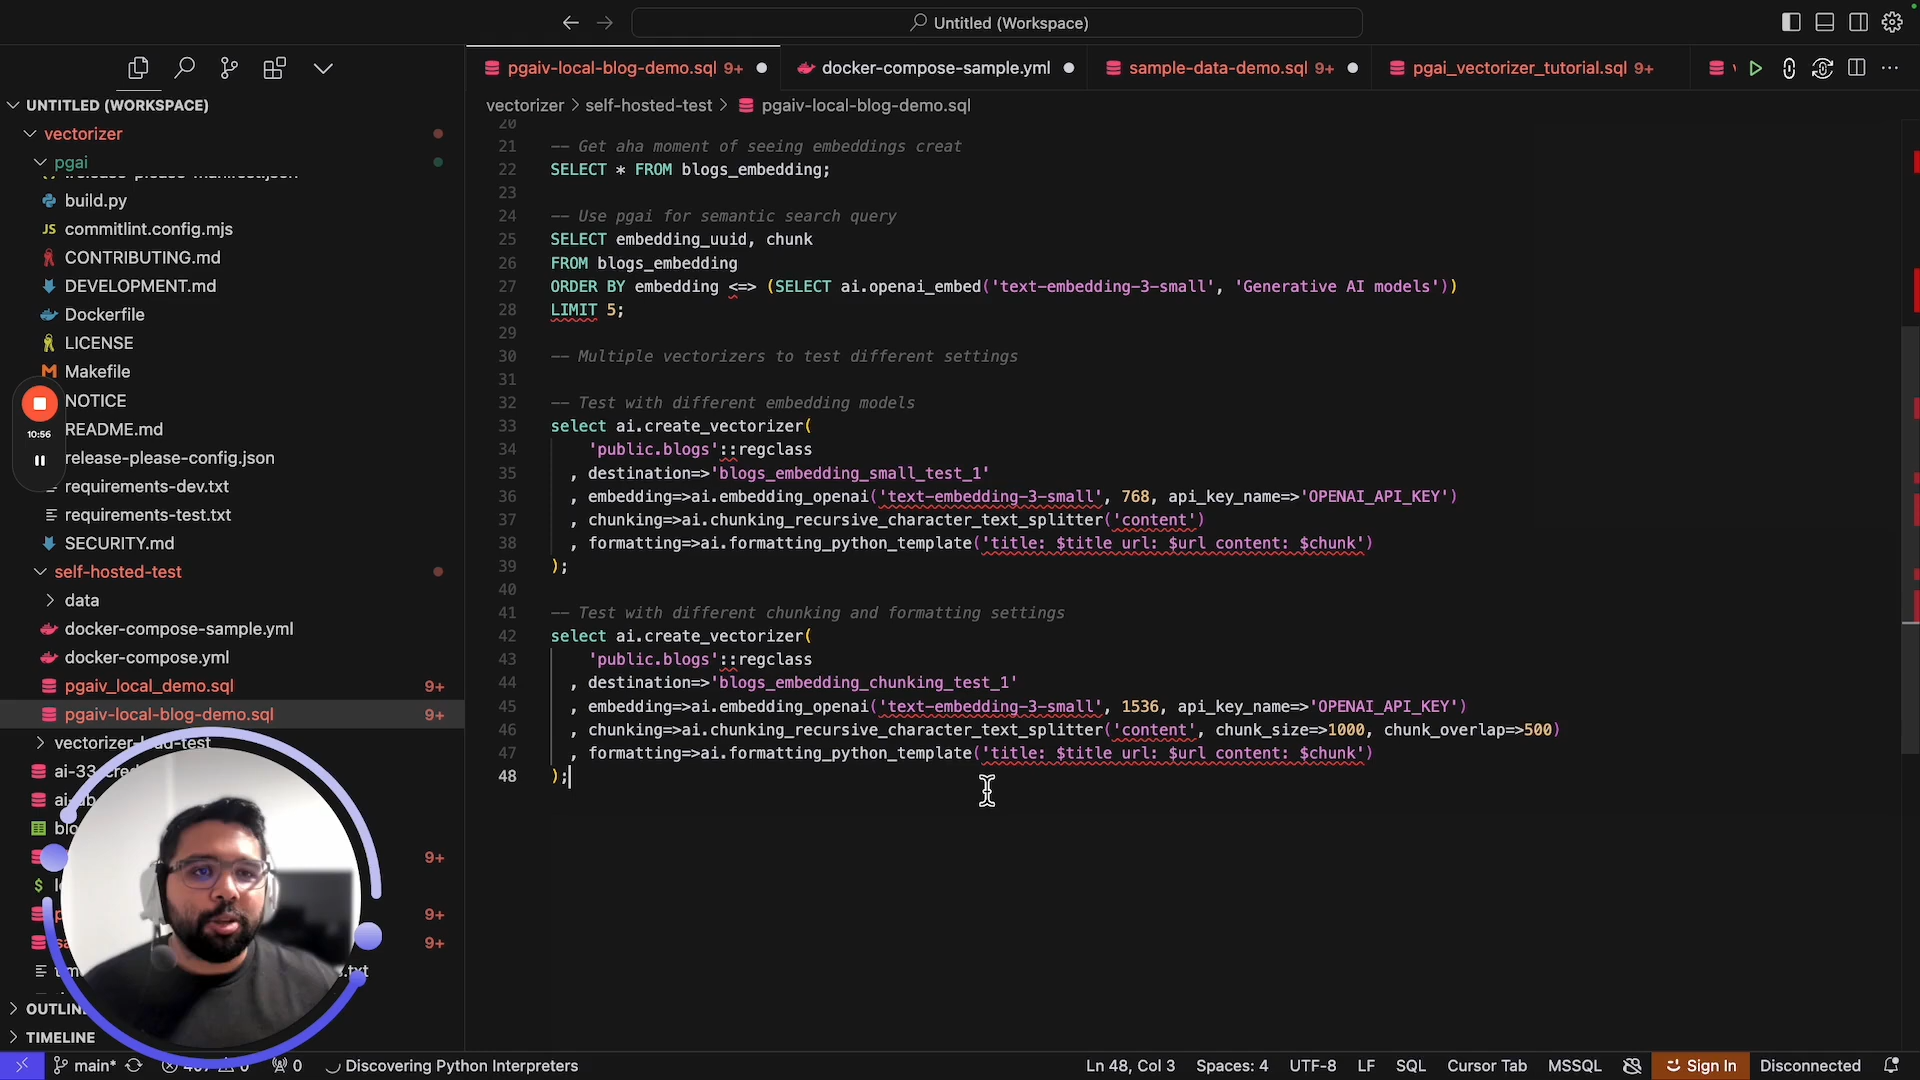 Untitled (Workspace)
pgaiv-local-blog-demo.sql 9+
docker-compose-sample.yml
sample-data-demo.sql 9+
pgai_vectorizer_tutorial.sql 9+
UNTITLED (WORKSPACE)
vectorizer
pgai
build.py
JS commitlint.config.mjs
CONTRIBUTING.md
DEVELOPMENT.md
Dockerfile
LICENSE
Makefile
NOTICE
10:56
README.md
release-please-config.json
requirements-dev.txt
requirements-test.txt
SECURITY.md
self-hosted-test
data
docker-compose-sample.yml
docker-compose.yml
pgaiv_local_demo.sql 9+
pgaiv-local-blog-demo.sql 9+
9+
9+
9+
TIMELINE
vectorizer > self-hosted-test > pgaiv-local-blog-demo.sql
20
21 -- Get aha moment of seeing embeddings creat
22 SELECT * FROM blogs_embedding;
23
24 -- Use pgai for semantic search query
25 SELECT embedding_uuid, chunk
26 FROM blogs_embedding
27 ORDER BY embedding <=> (SELECT ai.openai_embed('text-embedding-3-small', 'Generative AI models'))
28 LIMIT 5;
29
30 -- Multiple vectorizers to test different settings
31
32 -- Test with different embedding models
33 select ai.create_vectorizer(
34 'public.blogs'::regclass
35 , destination=>'blogs_embedding_small_test_1'
36 , embedding=>ai.embedding_openai('text-embedding-3-small', 768, api_key_name=>'OPENAI_API_KEY')
37 , chunking=>ai.chunking_recursive_character_text_splitter('content')
38 , formatting=>ai.formatting_python_template('title: $title url: $url content: $chunk')
39 );
40
41 -- Test with different chunking and formatting settings
42 select ai.create_vectorizer(
43 'public.blogs'::regclass
44 , destination=>'blogs_embedding_chunking_test_1'
45 , embedding=>ai.embedding_openai('text-embedding-3-small', 1536, api_key_name=>'OPENAI_API_KEY')
46 , chunking=>ai.chunking_recursive_character_text_splitter('content', chunk_size=>1000, chunk_overlap=>500)
47 , formatting=>ai.formatting_python_template('title: $title url: $url content: $chunk')
48 );
main* 0 Discovering Python Interpreters
Ln 48, Col 3 Spaces: 4 UTF-8 LF SQL Cursor Tab MSSQL Sign In Disconnected